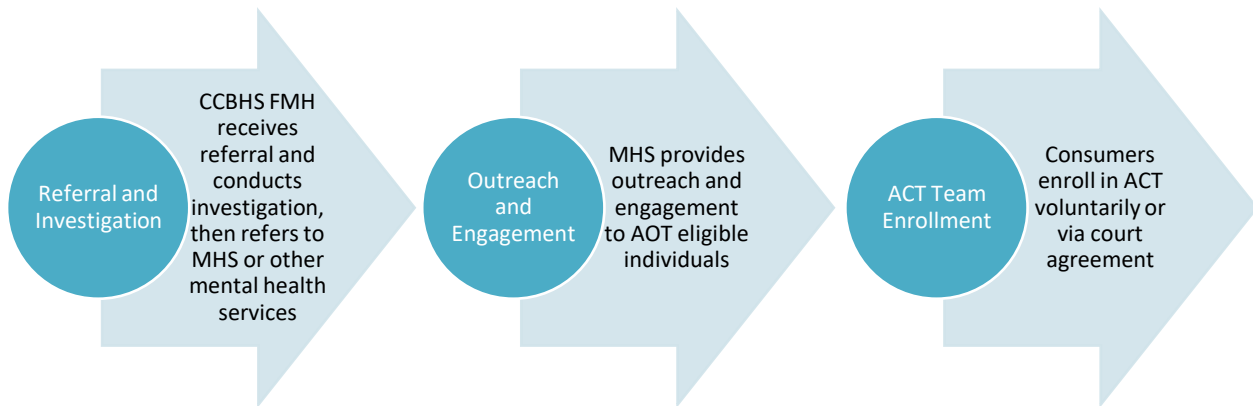 Referral and
Investigation
CCBHS FMH
receives
referral and
conducts
investigation,
then refers to
MHS or other
mental health
services
Outreach
and
Engagement
MHS provides
outreach and
engagement
to AOT eligible
individuals
ACT Team
Enrollment
Consumers
enroll in ACT
voluntarily or
via court
agreement